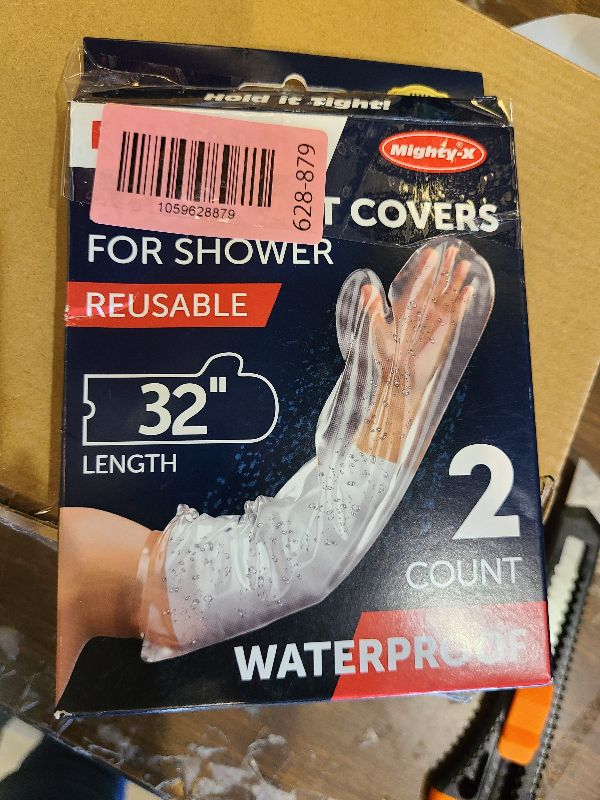 Hold it Tight!
Mighty-X®
1059628879
628-879
T COVERS
FOR SHOWER
REUSABLE
32"
LENGTH
2
COUNT
WATERPROOF